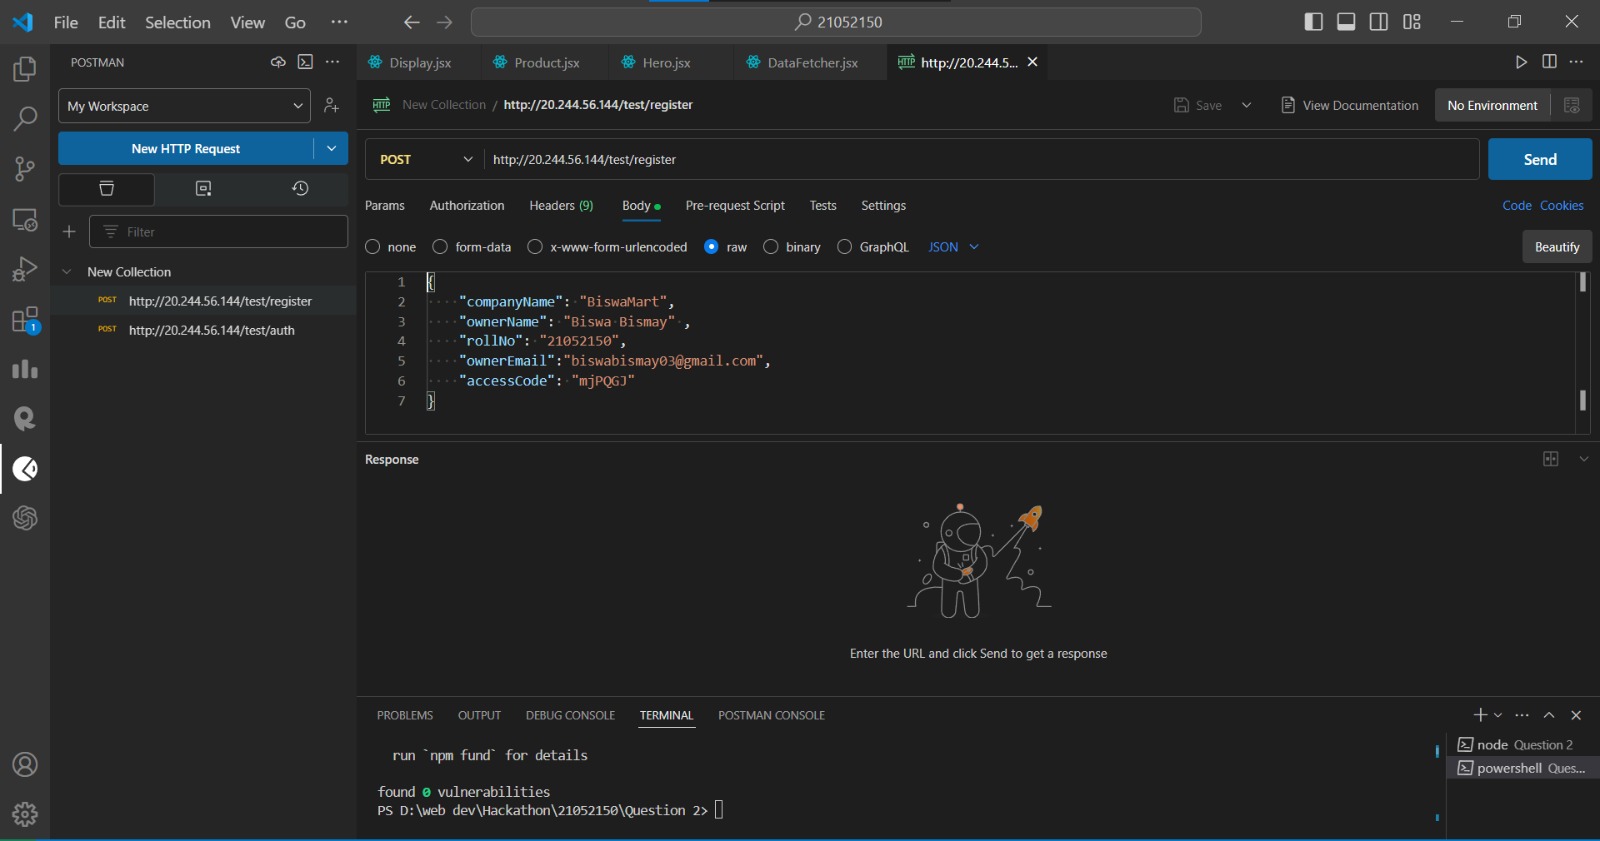 File Edit Selection View Go ··· 21052150
POSTMAN
Display.jsx Product.jsx Hero.jsx DataFetcher.jsx HTTP http://20.244.5...
My Workspace
HTTP New Collection / http://20.244.56.144/test/register Save View Documentation No Environment
New HTTP Request
POST http://20.244.56.144/test/register Send
Params Authorization Headers (9) Body Pre-request Script Tests Settings Code Cookies
Filter
none form-data x-www-form-urlencoded raw binary GraphQL JSON Beautify
New Collection
POST http://20.244.56.144/test/register
POST http://20.244.56.144/test/auth
1
1 {
2 "companyName": "BiswaMart",
3 "ownerName": "Biswa Bismay" ,
4 "rollNo": "21052150",
5 "ownerEmail":"biswabismay03@gmail.com",
6 "accessCode": "mjPQGJ"
7 }
Response
Enter the URL and click Send to get a response
PROBLEMS OUTPUT DEBUG CONSOLE TERMINAL POSTMAN CONSOLE
run `npm fund` for details
found 0 vulnerabilities
PS D:\web dev\Hackathon\21052150\Question 2>
node Question 2
powershell Ques...